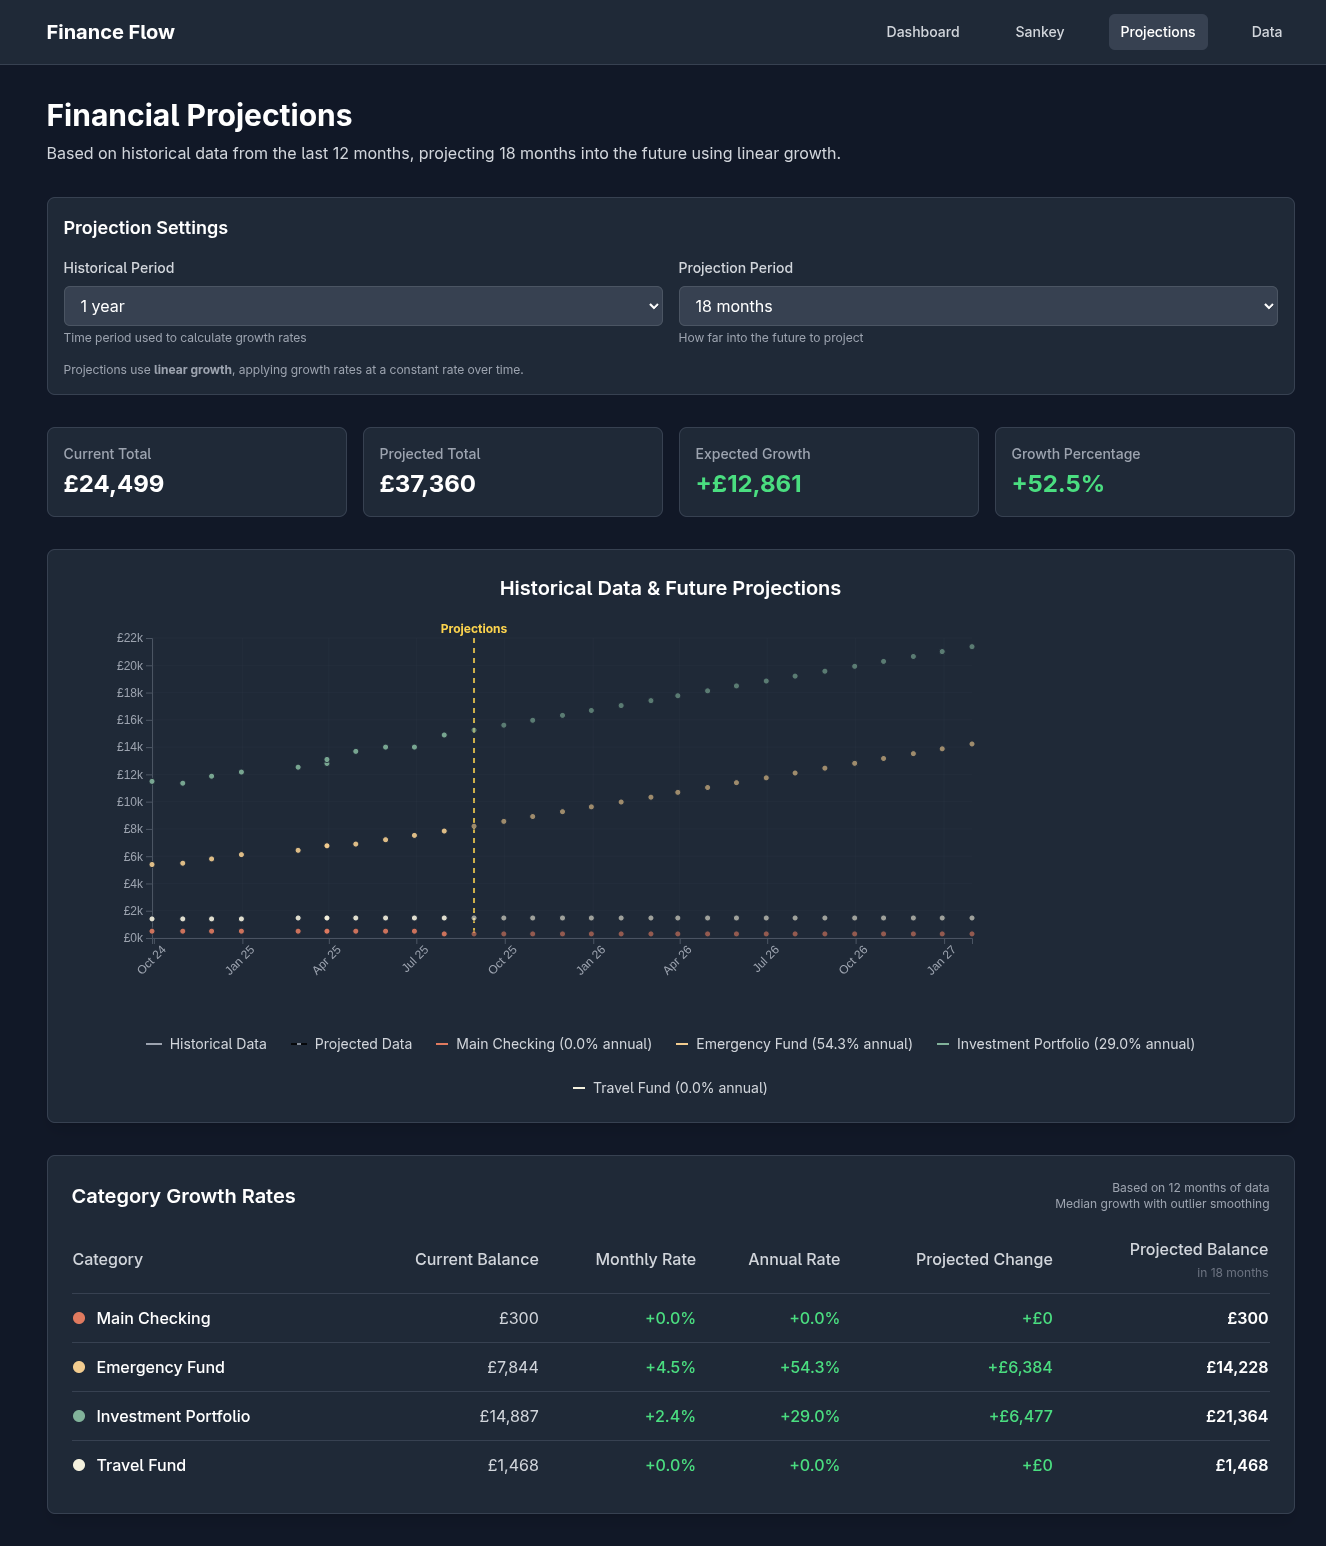 Finance Flow
Dashboard
Sankey
Projections
Data
Financial Projections
Based on historical data from the last 12 months, projecting 18 months into the future using linear growth.
Projection Settings
Historical Period
Projection Period
1 year
18 months
Time period used to calculate growth rates
How far into the future to project
Projections use linear growth, applying growth rates at a constant rate over time.
Current Total
£24,499
Projected Total
£37,360
Expected Growth
+£12,861
Growth Percentage
+52.5%
Historical Data & Future Projections
Projections
£22k
£20k
£18k
£16k
£14k
£12k
£10k
£8k
£6k
£4k
£2k
£0k
Oct 24
Jan 25
Apr 25
Jul 25
Oct 25
Jan 26
Apr 26
Jul 26
Oct 26
Jan 27
Historical Data
Projected Data
Main Checking (0.0% annual)
Emergency Fund (54.3% annual)
Investment Portfolio (29.0% annual)
Travel Fund (0.0% annual)
Category Growth Rates
Based on 12 months of data
Median growth with outlier smoothing
Category Current Balance Monthly Rate Annual Rate Projected Change Projected Balance
in 18 months
Main Checking £300 +0.0% +0.0% +£0 £300
Emergency Fund £7,844 +4.5% +54.3% +£6,384 £14,228
Investment Portfolio £14,887 +2.4% +29.0% +£6,477 £21,364
Travel Fund £1,468 +0.0% +0.0% +£0 £1,468